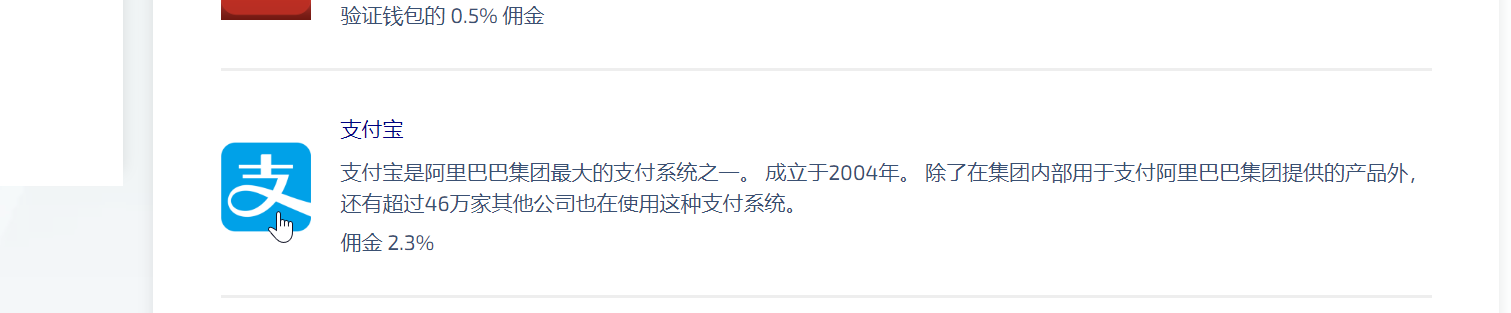 验证钱包的 0.5% 佣金
支付宝
支付宝是阿里巴巴集团最大的支付系统之一。 成立于2004年。 除了在集团内部用于支付阿里巴巴集团提供的产品外，
支
还有超过46万家其他公司也在使用这种支付系统。
佣金 2.3%